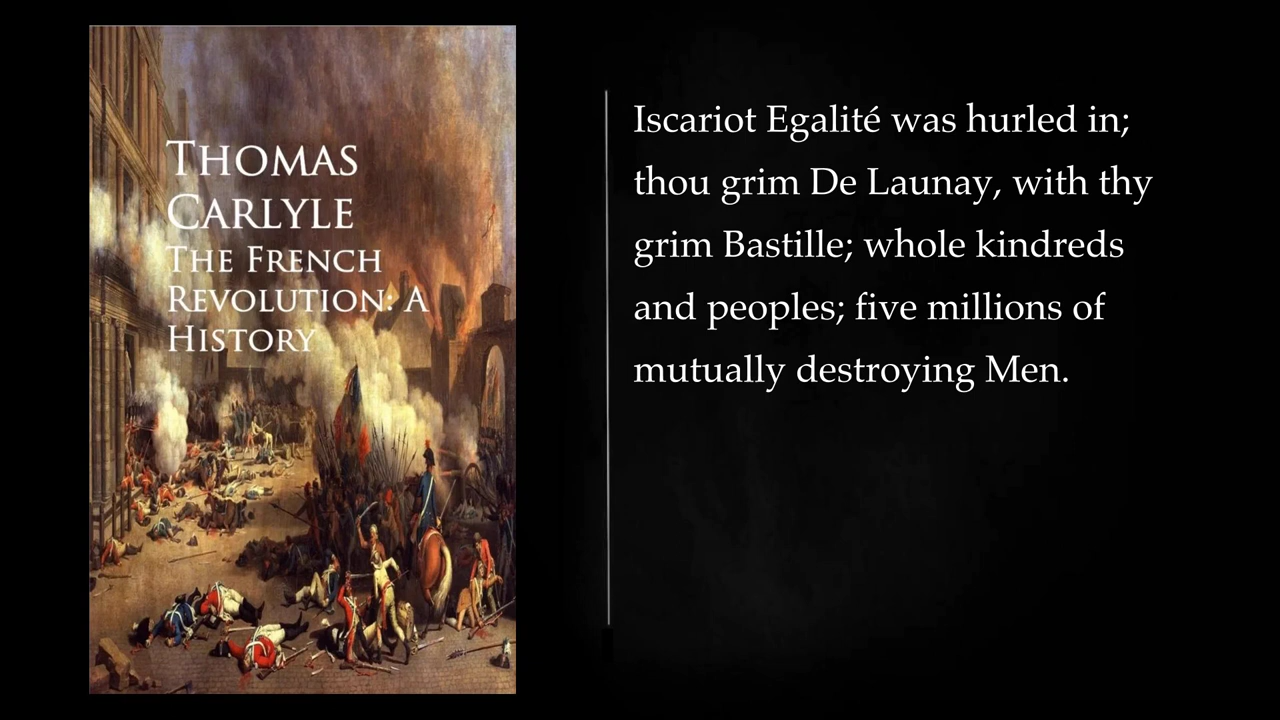 THOMAS
CARLYLE
THE FRENCH
REVOLUTION: A
HISTORY
Iscariot Egalité was hurled in;
thou grim De Launay, with thy
grim Bastille; whole kindreds
and peoples; five millions of
mutually destroying Men.